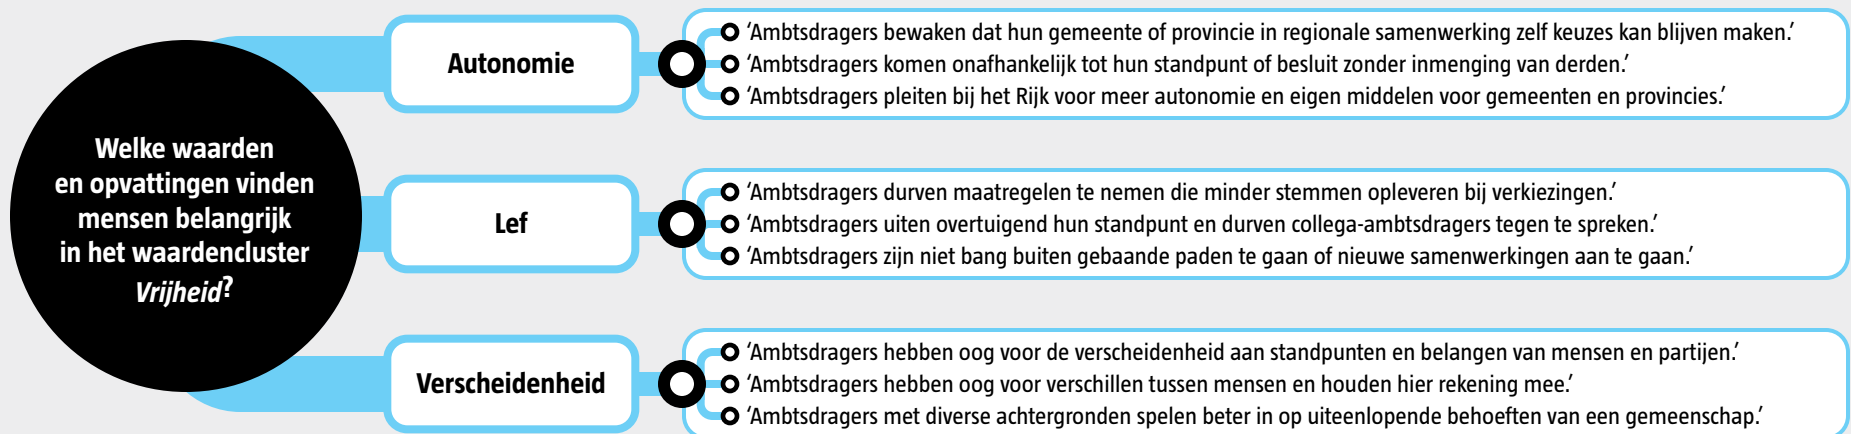 Welke waarden
en opvattingen vinden
mensen belangrijk
in het waardencluster
Vrijheid?
Autonomie
‘Ambtsdragers bewaken dat hun gemeente of provincie in regionale samenwerking zelf keuzes kan blijven maken.’
‘Ambtsdragers komen onafhankelijk tot hun standpunt of besluit zonder inmenging van derden.’
‘Ambtsdragers pleiten bij het Rijk voor meer autonomie en eigen middelen voor gemeenten en provincies.’
Lef
‘Ambtsdragers durven maatregelen te nemen die minder stemmen opleveren bij verkiezingen.’
‘Ambtsdragers uiten overtuigend hun standpunt en durven collega-ambtsdragers tegen te spreken.’
‘Ambtsdragers zijn niet bang buiten gebaande paden te gaan of nieuwe samenwerkingen aan te gaan.’
Verscheidenheid
‘Ambtsdragers hebben oog voor de verscheidenheid aan standpunten en belangen van mensen en partijen.’
‘Ambtsdragers hebben oog voor verschillen tussen mensen en houden hier rekening mee.’
‘Ambtsdragers met diverse achtergronden spelen beter in op uiteenlopende behoeften van een gemeenschap.’